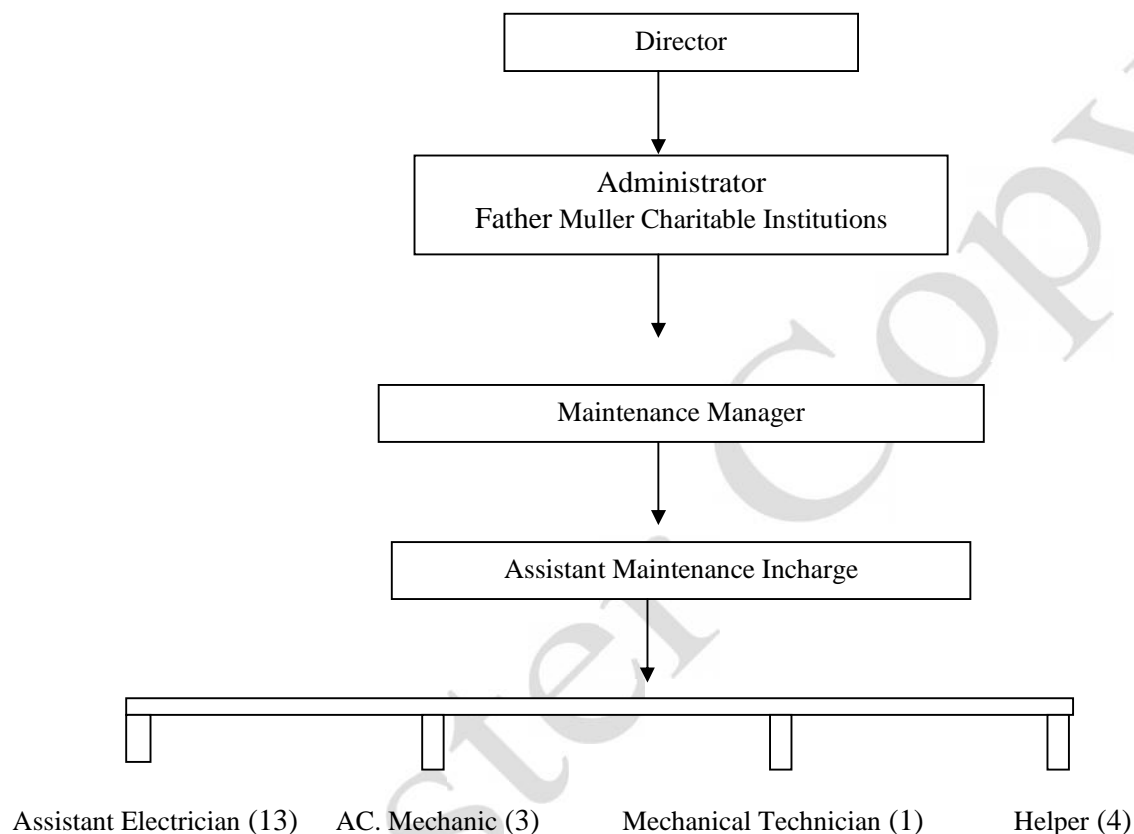 Director
Administrator
Father Muller Charitable Institutions
Maintenance Manager
Assistant Maintenance Incharge
Assistant Electrician (13) AC. Mechanic (3) Mechanical Technician (1) Helper (4)